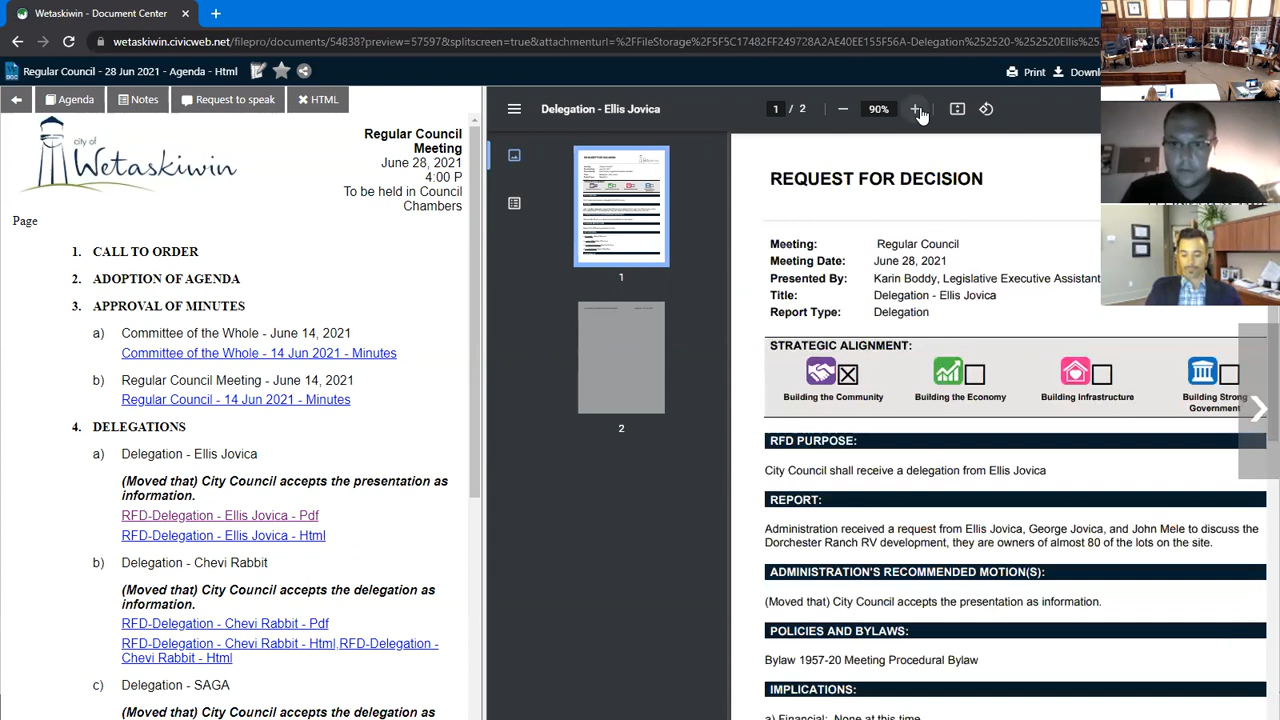 Wetaskiwin - Document Center
wetaskiwin.civicweb.net/filepro/documents/54838?preview=5759
Regular Council - 28 Jun 2021 - Agenda - Html
Print
Downl
Agenda
Notes
Request to speak
HTML
city of
Wetaskiwin
Regular Council
Meeting
June 28, 2021
4:00 P
To be held in Council
Chambers
Page
1. CALL TO ORDER
2. ADOPTION OF AGENDA
3. APPROVAL OF MINUTES
a) Committee of the Whole - June 14, 2021
Committee of the Whole - 14 Jun 2021 - Minutes
b) Regular Council Meeting - June 14, 2021
Regular Council - 14 Jun 2021 - Minutes
4. DELEGATIONS
a) Delegation - Ellis Jovica
(Moved that) City Council accepts the presentation as
information.
RFD-Delegation - Ellis Jovica - Pdf
RFD-Delegation - Ellis Jovica - Html
b) Delegation - Chevi Rabbit
(Moved that) City Council accepts the delegation as
information.
RFD-Delegation - Chevi Rabbit - Pdf
RFD-Delegation - Chevi Rabbit - Html,RFD-Delegation -
Chevi Rabbit - Html
c) Delegation - SAGA
(Moved that) City Council accepts the delegation as
Delegation - Ellis Jovica
1 / 2
90%
1
2
REQUEST FOR DECISION
Meeting: Regular Council
Meeting Date: June 28, 2021
Presented By: Karin Boddy, Legislative Executive Assistant
Title: Delegation - Ellis Jovica
Report Type: Delegation
STRATEGIC ALIGNMENT:
Building the Community
Building the Economy
Building Infrastructure
Building Strong
Government
RFD PURPOSE:
City Council shall receive a delegation from Ellis Jovica
REPORT:
Administration received a request from Ellis Jovica, George Jovica, and John Mele to discuss the
Dorchester Ranch RV development, they are owners of almost 80 of the lots on the site.
ADMINISTRATION'S RECOMMENDED MOTION(S):
(Moved that) City Council accepts the presentation as information.
POLICIES AND BYLAWS:
Bylaw 1957-20 Meeting Procedural Bylaw
IMPLICATIONS:
a) Financial: None at this time